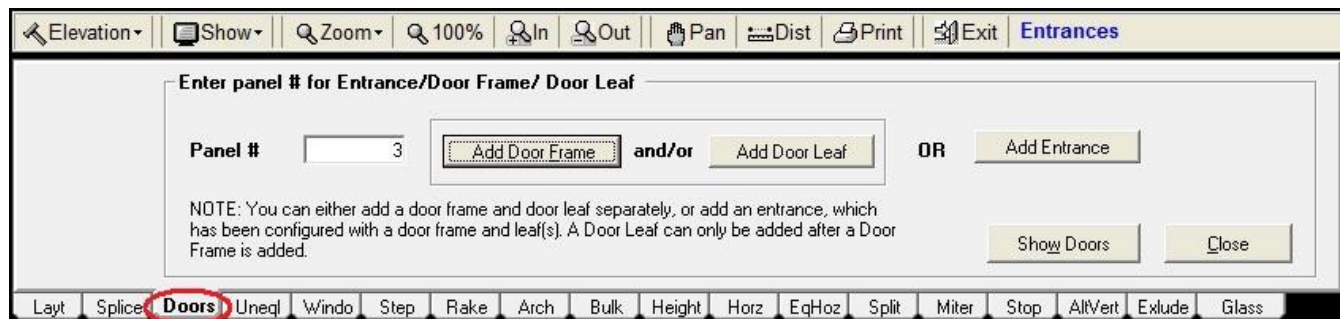 Elevation Show Zoom 100% In Out Pan Dist Print Exit Entrances
Enter panel # for Entrance/Door Frame/ Door Leaf
Panel # 3 Add Door Frame and/or Add Door Leaf OR Add Entrance
NOTE: You can either add a door frame and door leaf separately, or add an entrance, which
has been configured with a door frame and leaf(s). A Door Leaf can only be added after a Door
Frame is added.
Show Doors Close
Layt Splice Doors Uneql Windo Step Rake Arch Bulk Height Horz EqHoz Split Miter Stop AltVert Exlude Glass